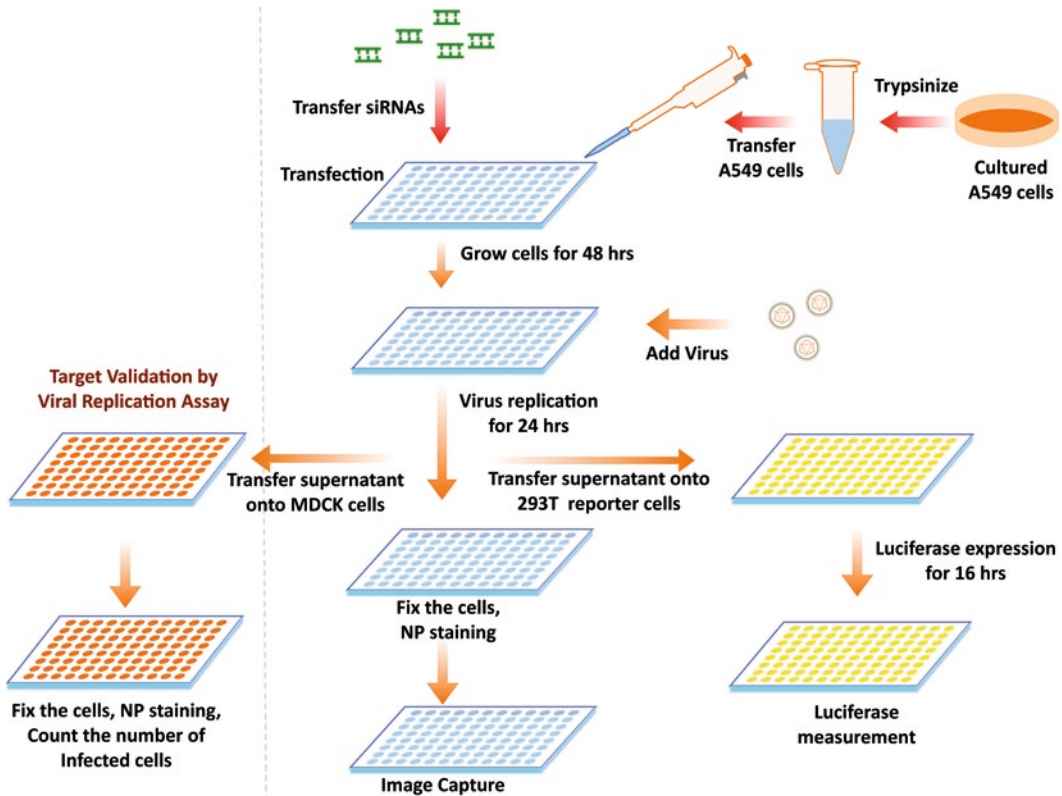 Transfer siRNAs
Trypsinize
Transfer
A549 cells
Cultured
A549 cells
Transfection
Grow cells for 48 hrs
Add Virus
Target Validation by
Viral Replication Assay
Virus replication
for 24 hrs
Transfer supernatant
onto MDCK cells
Transfer supernatant onto
293T reporter cells
Luciferase expression
for 16 hrs
Fix the cells,
NP staining
Fix the cells, NP staining,
Count the number of
Infected cells
Luciferase
measurement
Image Capture